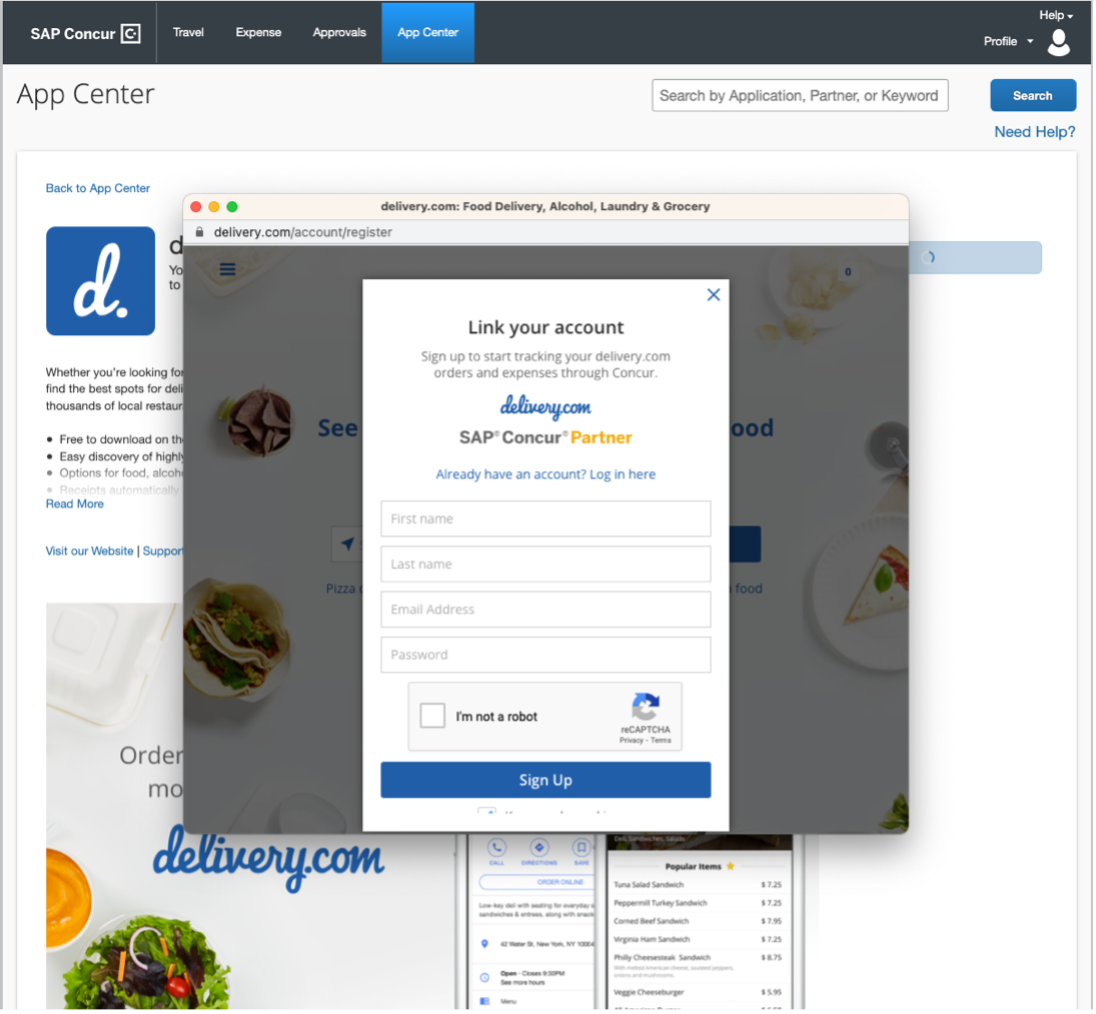 SAP Concur C
Travel
Expense
Approvals
App Center
Help
Profile
App Center
Search by Application, Partner, or Keyword
Search
Need Help?
Back to App Center
d.
d
Yo
to
Whether you're looking for
find the best spots for deli
thousands of local restaur
Free to download on the
Easy discovery of highly
Options for food, alcoh
Receipts automatically
Read More
Visit our Website | Support
delivery.com: Food Delivery, Alcohol, Laundry & Grocery
delivery.com/account/register
0
See
ood
Pizza
food
Link your account
Sign up to start tracking your delivery.com
orders and expenses through Concur.
delivery.com
SAP® Concur® Partner
Already have an account? Log in here
First name
Last name
Email Address
Password
I'm not a robot
reCAPTCHA
Privacy - Terms
Sign Up
Order
mo
delivery.com
CALL
DIRECTIONS
SAVE
ORDER ONLINE
Low-key deli with seating for everyday
sandwiches & entrees, along with snack
42 Water St, New York, NY 10004
Open - Closes 9:30PM
See more hours
Menu
Deli, Sandwiches, Salads
Popular Items
Tuna Salad Sandwich $ 7.25
Peppermill Turkey Sandwich $ 7.25
Corned Beef Sandwich $ 7.95
Virginia Ham Sandwich $ 7.25
Philly Cheesesteak Sandwich $ 8.75
With melted American cheese, sauteed peppers,
onions and mushrooms.
Veggie Cheeseburger $ 5.95